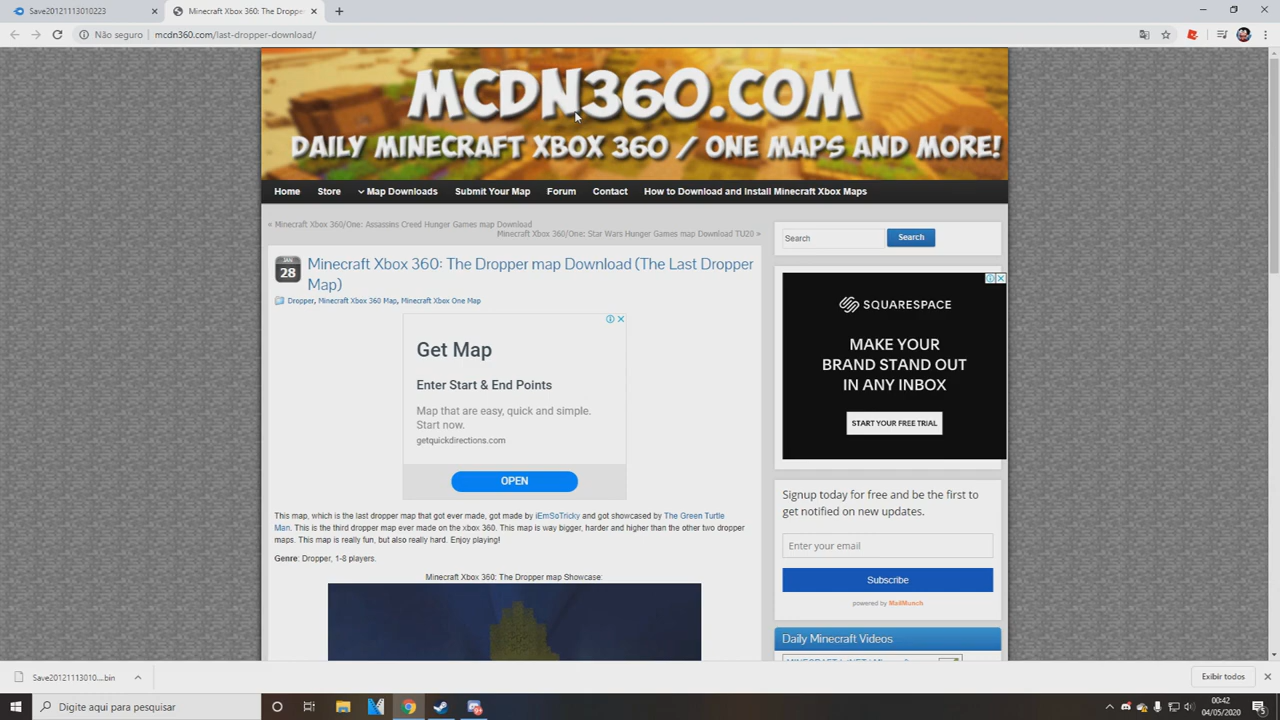 Save20121113010223
Minecraft Xbox 360: The Droppe
Não seguro
mcdn360.com/last-dropper-download/
MCDN360.COM
DAILY MINECRAFT XBOX 360 / ONE MAPS AND MORE!
Home Store Map Downloads Submit Your Map Forum Contact How to Download and Install Minecraft Xbox Maps
« Minecraft Xbox 360/One: Assassins Creed Hunger Games map Download
Minecraft Xbox 360/One: Star Wars Hunger Games map Download TU20 »
JAN
28
Minecraft Xbox 360: The Dropper map Download (The Last Dropper
Map)
Dropper, Minecraft Xbox 360 Map, Minecraft Xbox One Map
Get Map
Enter Start & End Points
Map that are easy, quick and simple.
Start now.
getquickdirections.com
OPEN
This map, which is the last dropper map that got ever made, got made by iEmSoTricky and got showcased by The Green Turtle
Man. This is the third dropper map ever made on the xbox 360. This map is way bigger, harder and higher than the other two dropper
maps. This map is really fun, but also really hard. Enjoy playing!
Genre: Dropper, 1-8 players.
Minecraft Xbox 360: The Dropper map Showcase:
Search
Search
SQUARESPACE
MAKE YOUR
BRAND STAND OUT
IN ANY INBOX
START YOUR FREE TRIAL
Signup today for free and be the first to
get notified on new updates.
Enter your email
Subscribe
powered by MailMunch
Daily Minecraft Videos
Save20121113010....bin
Exibir todos
Digite aqui para pesquisar
00:42
04/05/2020